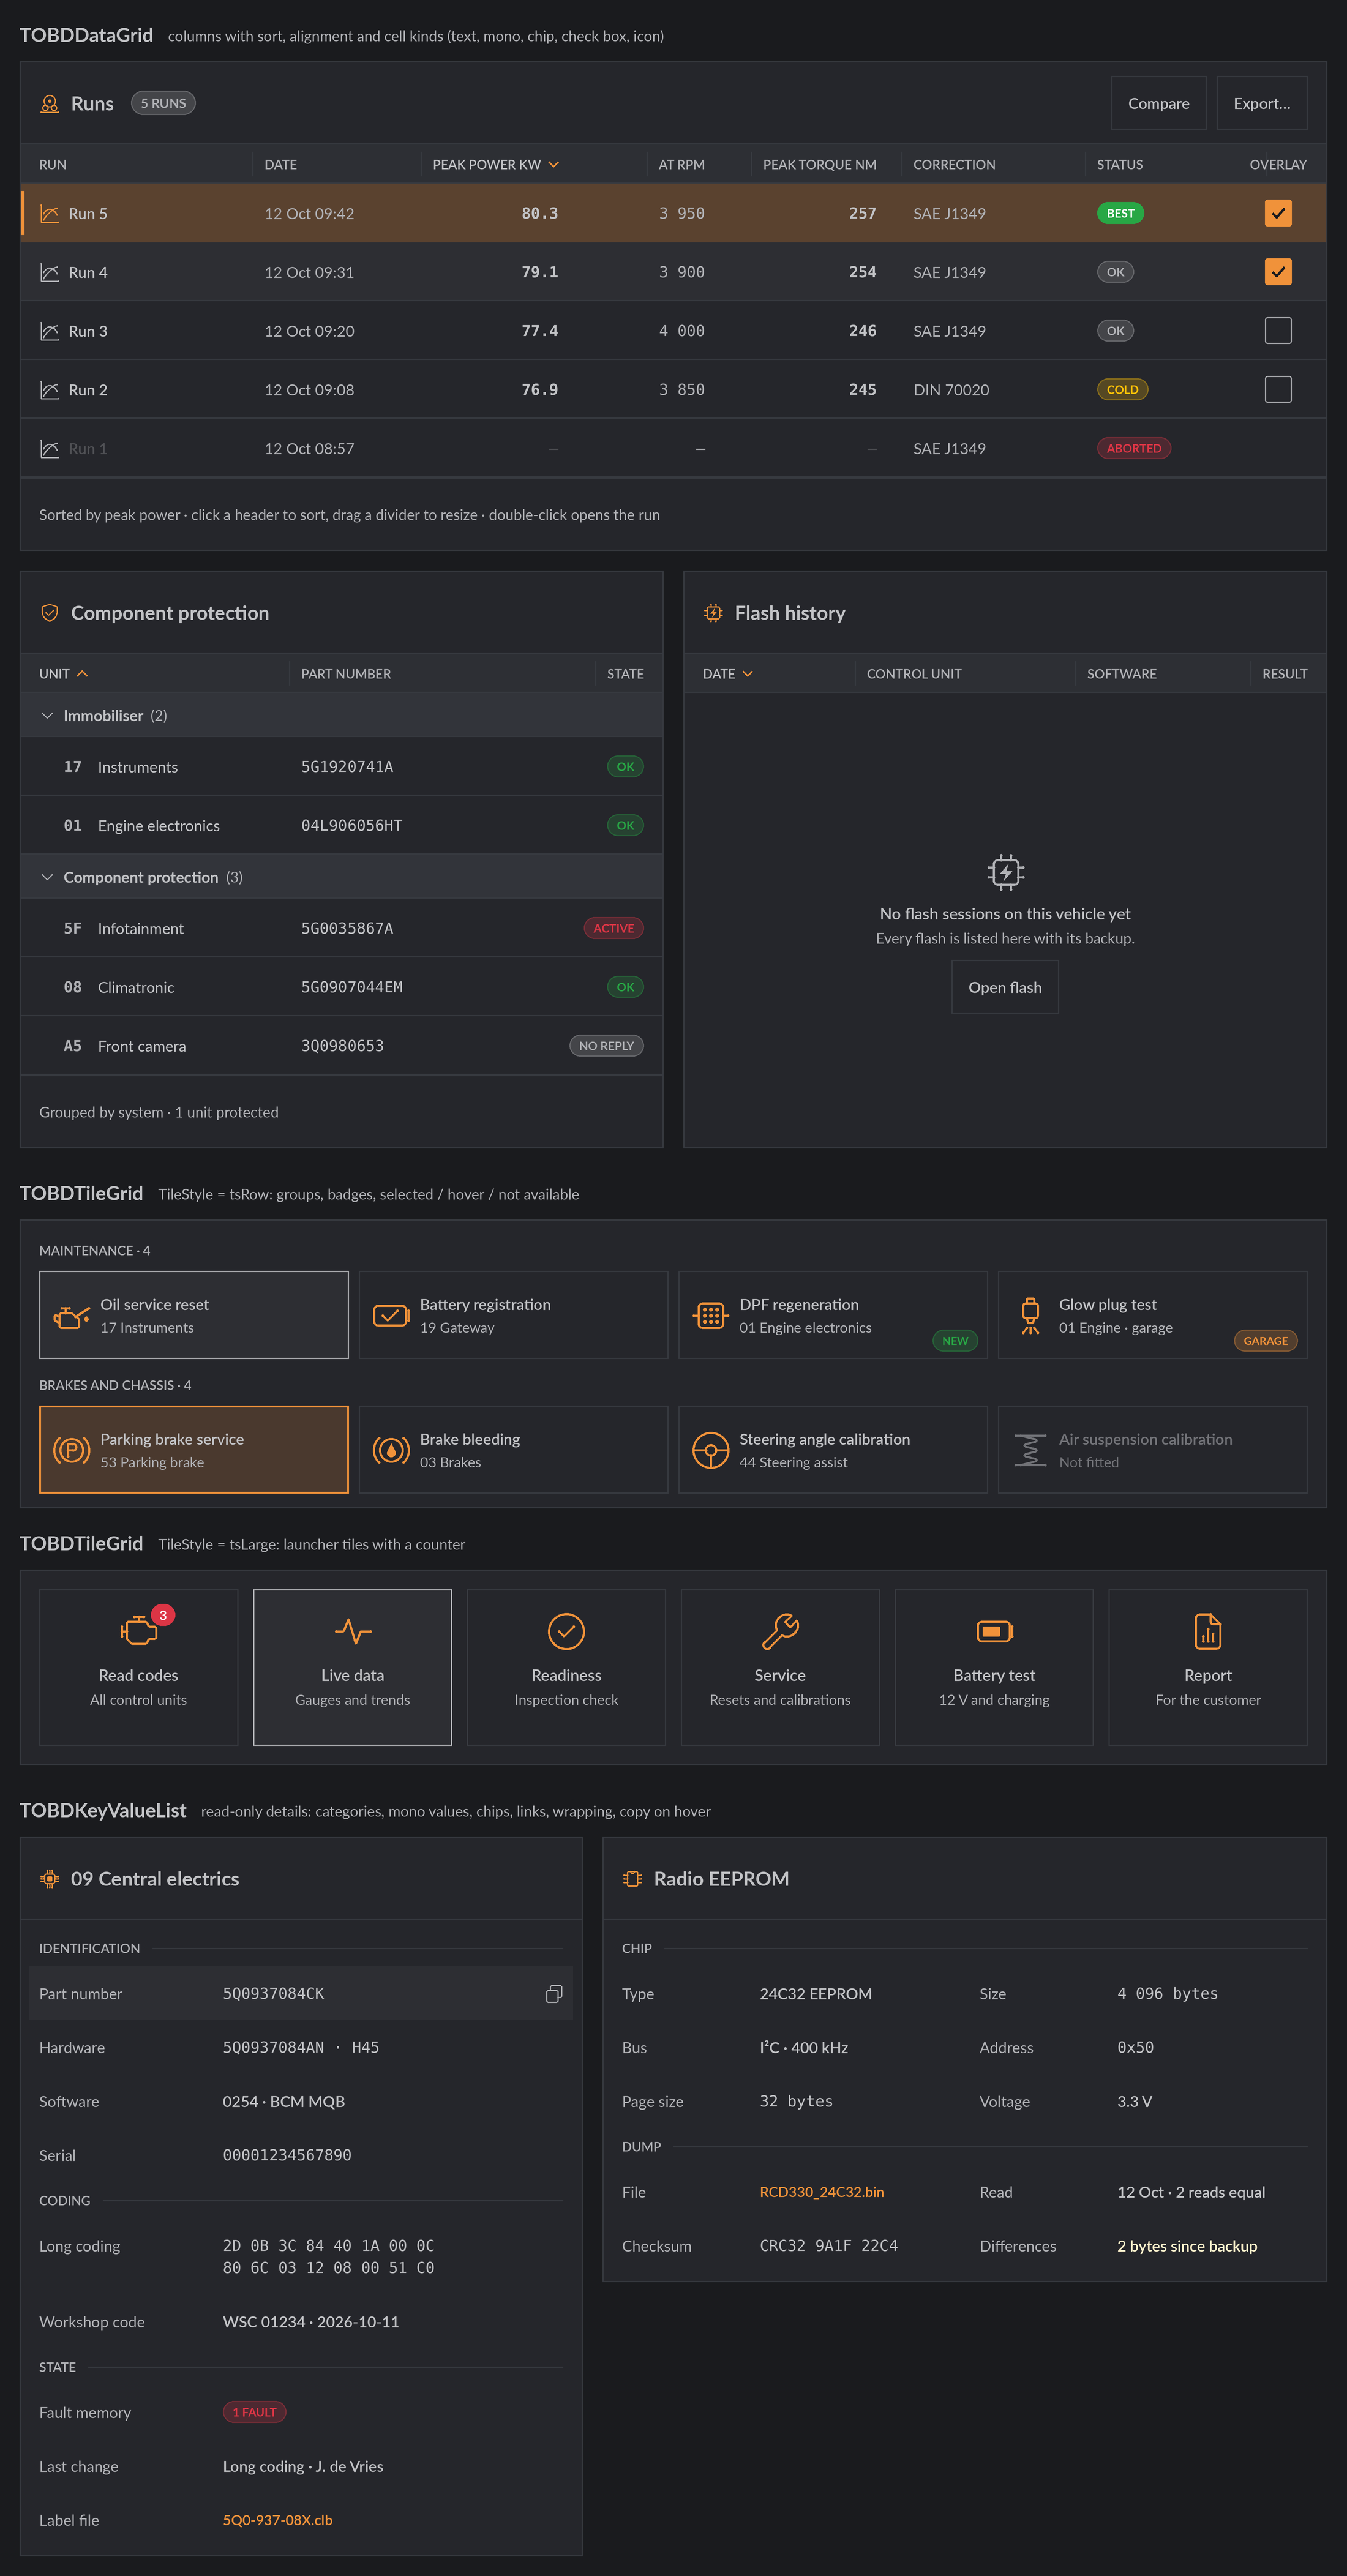 TOBDDataGrid columns with sort, alignment and cell kinds (text, mono, chip, check box, icon)
Runs 5 RUNS Compare Export...
RUN DATE PEAK POWER KW AT RPM PEAK TORQUE NM CORRECTION STATUS OVERLAY
Run 5 12 Oct 09:42 80.3 3 950 257 SAE J1349 BEST
Run 4 12 Oct 09:31 79.1 3 900 254 SAE J1349 OK
Run 3 12 Oct 09:20 77.4 4 000 246 SAE J1349 OK
Run 2 12 Oct 09:08 76.9 3 850 245 DIN 70020 COLD
Run 1 12 Oct 08:57 — — — SAE J1349 ABORTED
Sorted by peak power · click a header to sort, drag a divider to resize · double-click opens the run
Component protection
UNIT PART NUMBER STATE
Immobiliser (2)
17 Instruments 5G1920741A OK
01 Engine electronics 04L906056HT OK
Component protection (3)
5F Infotainment 5G0035867A ACTIVE
08 Climatronic 5G0907044EM OK
A5 Front camera 3Q0980653 NO REPLY
Grouped by system · 1 unit protected
Flash history
DATE CONTROL UNIT SOFTWARE RESULT
No flash sessions on this vehicle yet
Every flash is listed here with its backup.
Open flash
TOBDTileGrid TileStyle = tsRow: groups, badges, selected / hover / not available
MAINTENANCE · 4
Oil service reset
17 Instruments
Battery registration
19 Gateway
DPF regeneration
01 Engine electronics
NEW
Glow plug test
01 Engine · garage
GARAGE
BRAKES AND CHASSIS · 4
Parking brake service
53 Parking brake
Brake bleeding
03 Brakes
Steering angle calibration
44 Steering assist
Air suspension calibration
Not fitted
TOBDTileGrid TileStyle = tsLarge: launcher tiles with a counter
3
Read codes
All control units
Live data
Gauges and trends
Readiness
Inspection check
Service
Resets and calibrations
Battery test
12 V and charging
Report
For the customer
TOBDKeyValueList read-only details: categories, mono values, chips, links, wrapping, copy on hover
09 Central electrics
IDENTIFICATION
Part number 5Q0937084CK
Hardware 5Q0937084AN · H45
Software 0254 · BCM MQB
Serial 00001234567890
CODING
Long coding 2D 0B 3C 84 40 1A 00 0C
80 6C 03 12 08 00 51 C0
Workshop code WSC 01234 · 2026-10-11
STATE
Fault memory 1 FAULT
Last change Long coding · J. de Vries
Label file 5Q0-937-08X.clb
Radio EEPROM
CHIP
Type 24C32 EEPROM Size 4 096 bytes
Bus I²C · 400 kHz Address 0x50
Page size 32 bytes Voltage 3.3 V
DUMP
File RCD330_24C32.bin Read 12 Oct · 2 reads equal
Checksum CRC32 9A1F 22C4 Differences 2 bytes since backup